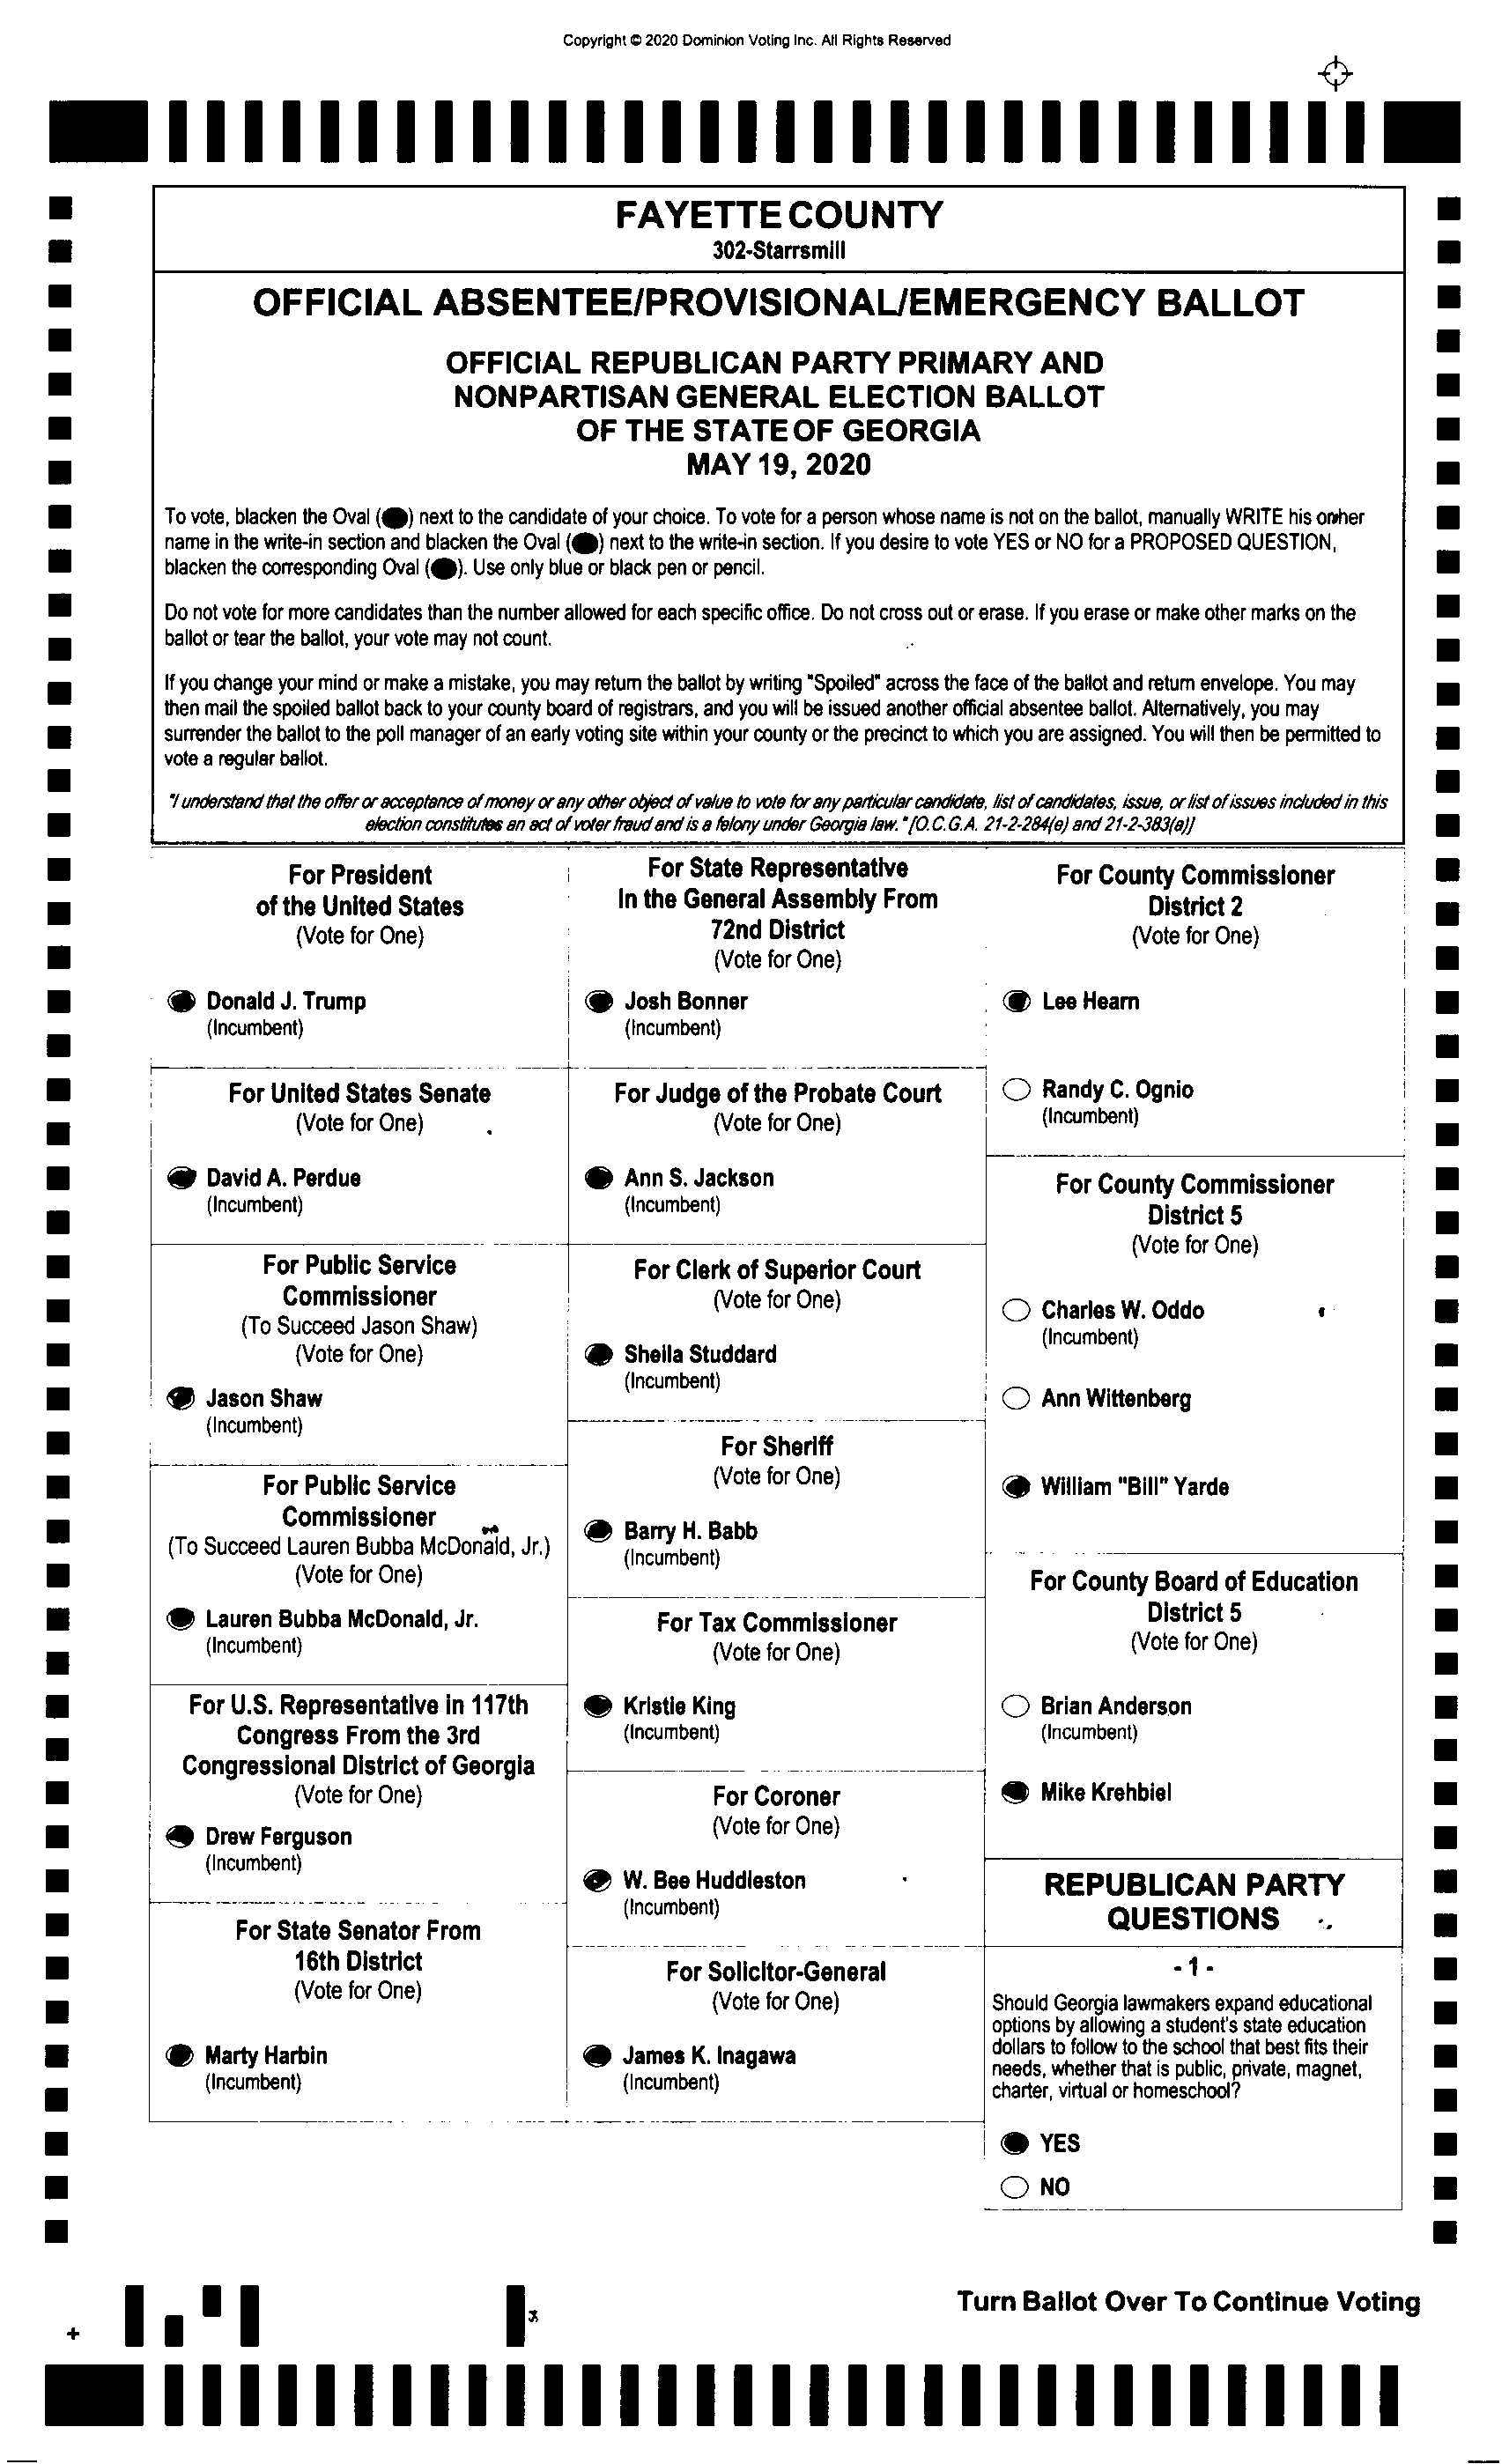 Copyright © 2020 Dominion Voting Inc. All Rights Reserved
FAYETTE COUNTY
302-Starrsmill
OFFICIAL ABSENTEE/PROVISIONAL/EMERGENCY BALLOT
OFFICIAL REPUBLICAN PARTY PRIMARY AND
NONPARTISAN GENERAL ELECTION BALLOT
OF THE STATE OF GEORGIA
MAY 19, 2020
To vote, blacken the Oval ( ) next to the candidate of your choice. To vote for a person whose name is not on the ballot, manually WRITE his or her
name in the write-in section and blacken the Oval ( ) next to the write-in section. If you desire to vote YES or NO for a PROPOSED QUESTION,
blacken the corresponding Oval ( ). Use only blue or black pen or pencil.
Do not vote for more candidates than the number allowed for each specific office. Do not cross out or erase. If you erase or make other marks on the
ballot or tear the ballot, your vote may not count.
If you change your mind or make a mistake, you may return the ballot by writing "Spoiled" across the face of the ballot and return envelope. You may
then mail the spoiled ballot back to your county board of registrars, and you will be issued another official absentee ballot. Alternatively, you may
surrender the ballot to the poll manager of an early voting site within your county or the precinct to which you are assigned. You will then be permitted to
vote a regular ballot.
"I understand that the offer or acceptance of money or any other object of value to vote for any particular candidate, list of candidates, issue, or list of issues included in this
election constitutes an act of voter fraud and is a felony under Georgia law." [O.C.G.A. 21-2-284(e) and 21-2-383(a)]
For President
of the United States
(Vote for One)
Donald J. Trump
(Incumbent)
For United States Senate
(Vote for One)
David A. Perdue
(Incumbent)
For Public Service
Commissioner
(To Succeed Jason Shaw)
(Vote for One)
Jason Shaw
(Incumbent)
For Public Service
Commissioner
(To Succeed Lauren Bubba McDonald, Jr.)
(Vote for One)
Lauren Bubba McDonald, Jr.
(Incumbent)
For U.S. Representative in 117th
Congress From the 3rd
Congressional District of Georgia
(Vote for One)
Drew Ferguson
(Incumbent)
For State Senator From
16th District
(Vote for One)
Marty Harbin
(Incumbent)
For State Representative
In the General Assembly From
72nd District
(Vote for One)
Josh Bonner
(Incumbent)
For Judge of the Probate Court
(Vote for One)
Ann S. Jackson
(Incumbent)
For Clerk of Superior Court
(Vote for One)
Sheila Studdard
(Incumbent)
For Sheriff
(Vote for One)
Barry H. Babb
(Incumbent)
For Tax Commissioner
(Vote for One)
Kristie King
(Incumbent)
For Coroner
(Vote for One)
W. Bee Huddleston
(Incumbent)
For Solicitor-General
(Vote for One)
James K. Inagawa
(Incumbent)
For County Commissioner
District 2
(Vote for One)
Lee Hearn
Randy C. Ognio
(Incumbent)
For County Commissioner
District 5
(Vote for One)
Charles W. Oddo
(Incumbent)
Ann Wittenberg
William "Bill" Yarde
For County Board of Education
District 5
(Vote for One)
Brian Anderson
(Incumbent)
Mike Krehbiel
REPUBLICAN PARTY
QUESTIONS
- 1 -
Should Georgia lawmakers expand educational
options by allowing a student's state education
dollars to follow to the school that best fits their
needs, whether that is public, private, magnet,
charter, virtual or homeschool?
YES
NO
Turn Ballot Over To Continue Voting